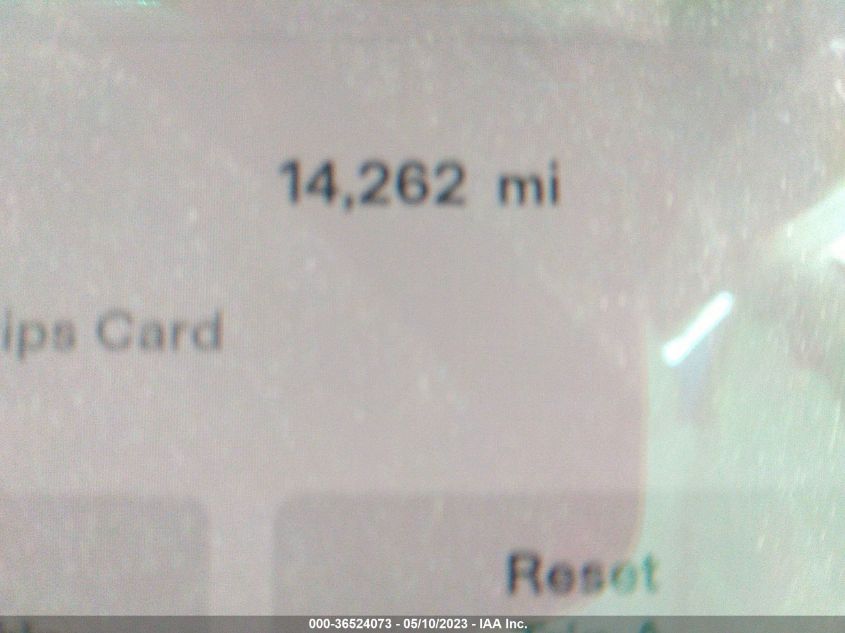 14,262 mi
ips Card
Reset
000-36524073 - 05/10/2023 - IAA Inc.